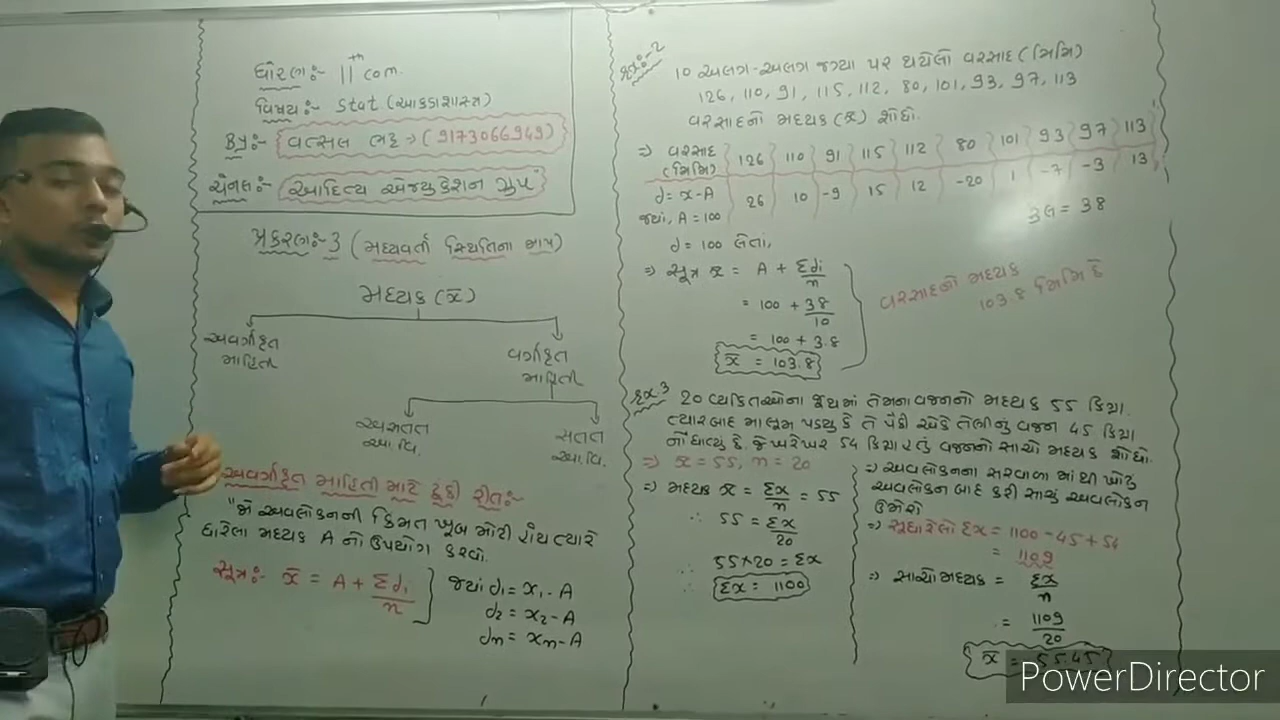 ધોરણ:- 11th com.
વિષય:- Stat (આંકડાશાસ્ત્ર)
By:- વત્સલ ભટ્ટ → (9173066949)
ચેનલ:- આદિત્ય એજ્યુકેશન ગ્રુપ
પ્રકરણ:- 3 (મધ્યવર્તી સ્થિતિના માપ)
મધ્યક (x̄)
અવર્ગીકૃત
માહિતી
વર્ગીકૃત
માહિતી
અસતત
આ.વિ.
સતત
આ.વિ.
અવર્ગીકૃત માહિતી માટે ટૂંકી રીત:-
"જો અવલોકનની કિંમત ખૂબ મોટી હોય ત્યારે
ધારેલા મધ્યક A નો ઉપયોગ કરવો.
સૂત્ર:- x̄ = A + Σdi/n
જ્યાં d1 = x1 - A
d2 = x2 - A
dn = xn - A
Ex:-2
10 અલગ-અલગ જગ્યા પર થયેલો વરસાદ (મિમિ)
126, 110, 91, 115, 112, 80, 101, 93, 97, 113
વરસાદનો મધ્યક (x̄) શોધો.
⇒ વરસાદ (મિમિ) 126 110 91 115 112 80 101 93 97 113
d = x - A 26 10 -9 15 12 -20 1 -7 -3 13
જ્યાં, A = 100
Σd = 38
d = 100 લેતાં,
⇒ સૂત્ર x̄ = A + Σdi/n
= 100 + 38/10
= 100 + 3.8
x̄ = 103.8
વરસાદનો મધ્યક
103.8 મિમિ છે
Ex:3 20 વ્યક્તિઓના જૂથમાં તેમના વજનનો મધ્યક 55 કિગ્રા.
ત્યારબાદ માલૂમ પડ્યુ કે તે પૈકી એકે તેલીનું વજન 45 કિગ્રા
નોંધાવ્યું છે. જે ખરેખર 54 કિગ્રા હતું વજનનો સાચો મધ્યક શોધો.
⇒ x̄ = 55, n = 20
⇒ મધ્યક x̄ = Σx/n = 55
∴ 55 = Σx/20
∴ 55×20 = Σx
∴ Σx = 1100
⇒ અવલોકનના સરવાળા માંથી ખોટુ
અવલોકન બાદ કરી સાચું અવલોકન
ઉમેરો
⇒ સુધારેલો Σx = 1100 - 45 + 54
= 1109
⇒ સાચો મધ્યક = Σx/n
= 1109/20
x̄ = 55.45
PowerDirector